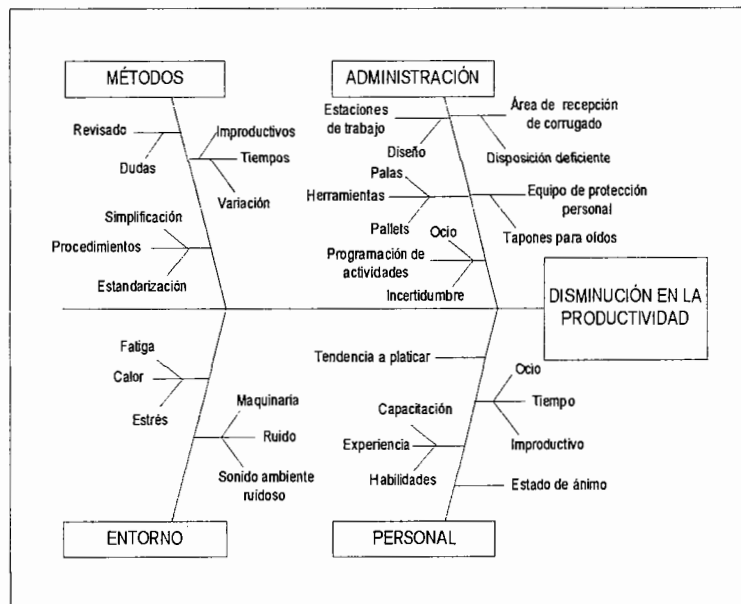 MÉTODOS
ADMINISTRACIÓN
Revisado
Dudas
Improductivos
Tiempos
Variación
Simplificación
Procedimientos
Estandarización
Estaciones
de trabajo
Diseño
Área de recepción
de corrugado
Disposición deficiente
Palas
Herramientas
Pallets
Equipo de protección
personal
Tapones para oídos
Ocio
Programación de
actividades
Incertidumbre
DISMINUCIÓN EN LA
PRODUCTIVIDAD
Fatiga
Calor
Estrés
Maquinaria
Ruido
Sonido ambiente
ruidoso
Tendencia a platicar
Ocio
Tiempo
Improductivo
Capacitación
Experiencia
Habilidades
Estado de ánimo
ENTORNO
PERSONAL